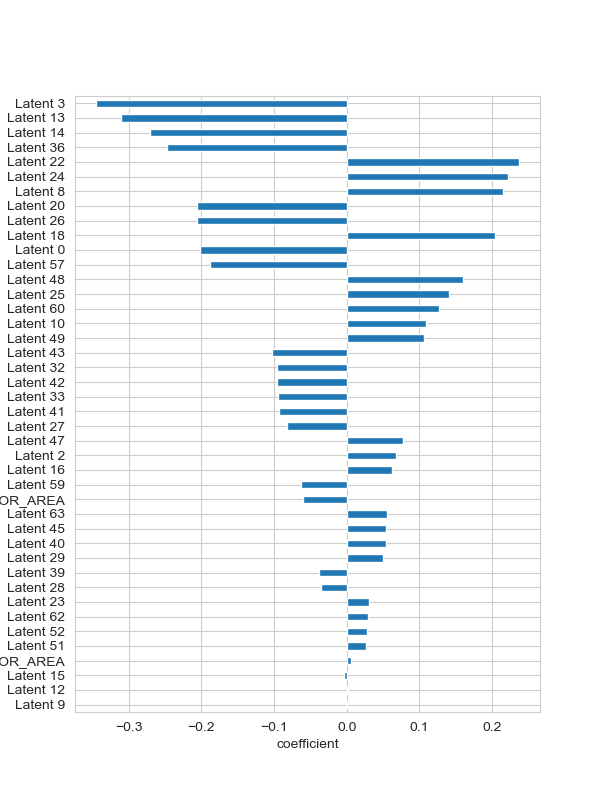 Latent 3
Latent 13
Latent 14
Latent 36
Latent 22
Latent 24
Latent 8
Latent 20
Latent 26
Latent 18
Latent 0
Latent 57
Latent 48
Latent 25
Latent 60
Latent 10
Latent 49
Latent 43
Latent 32
Latent 42
Latent 33
Latent 41
Latent 27
Latent 47
Latent 2
Latent 16
Latent 59
OR_AREA
Latent 63
Latent 45
Latent 40
Latent 29
Latent 39
Latent 28
Latent 23
Latent 62
Latent 52
Latent 51
OR_AREA
Latent 15
Latent 12
Latent 9
−0.3 −0.2 −0.1 0.0 0.1 0.2
coefficient